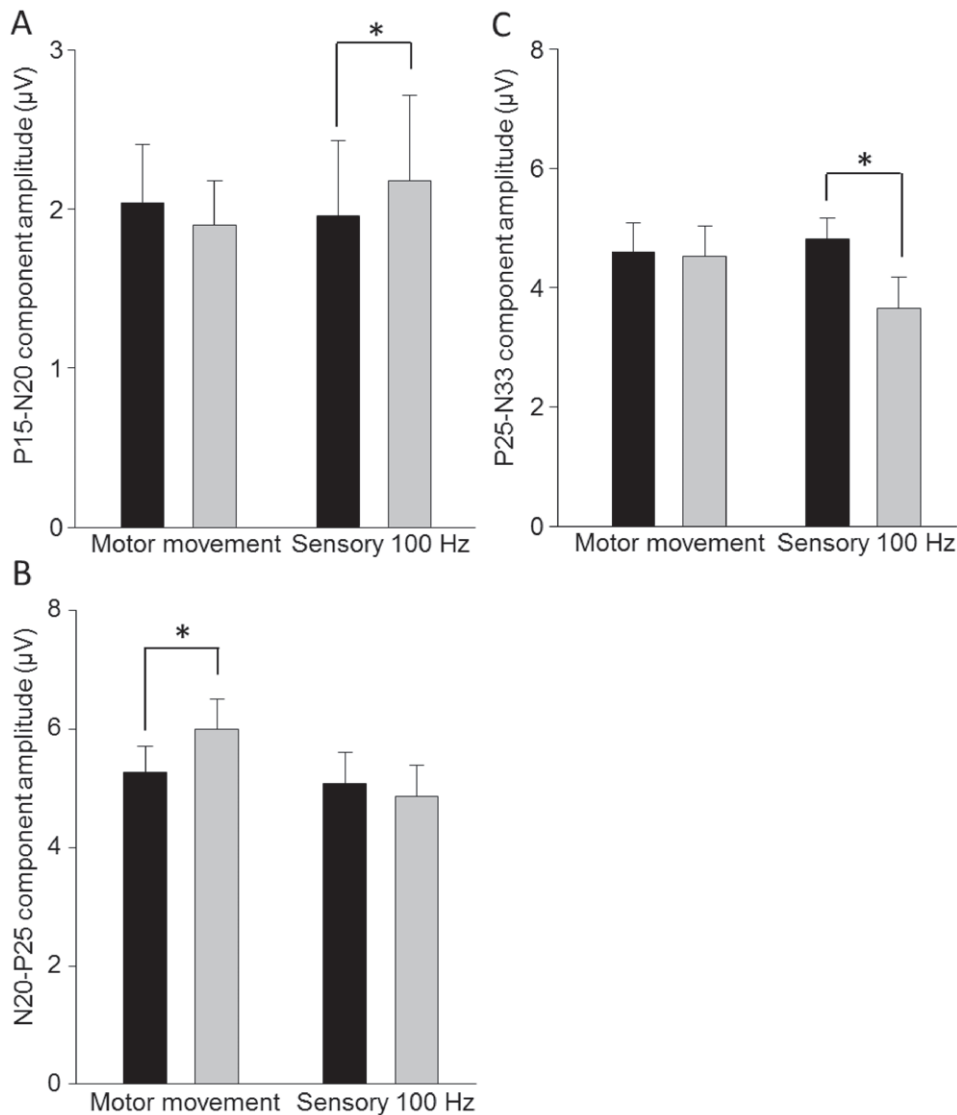 A
P15-N20 component amplitude (µV)
3
2
1
0
*
Motor movement
Sensory 100 Hz
C
P25-N33 component amplitude (µV)
8
6
4
2
0
*
Motor movement
Sensory 100 Hz
B
N20-P25 component amplitude (µV)
8
6
4
2
0
*
Motor movement
Sensory 100 Hz